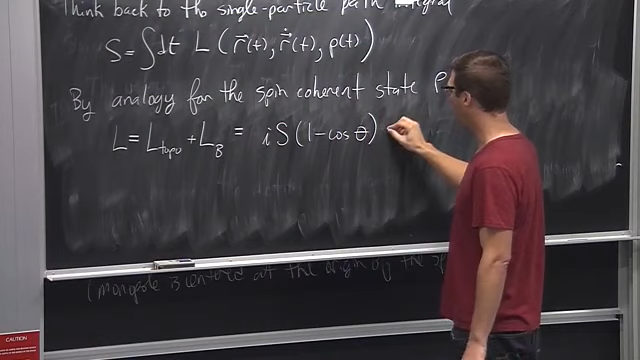 Think back to the single-particle path integral
S = ∫dt L ( r⃗(t), ṙ⃗(t), p(t) )
By analogy for the spin coherent state P
L = L_topo + L_B = i S (1 - cos θ)
(monopole is centered at the origin of the sp
CAUTION